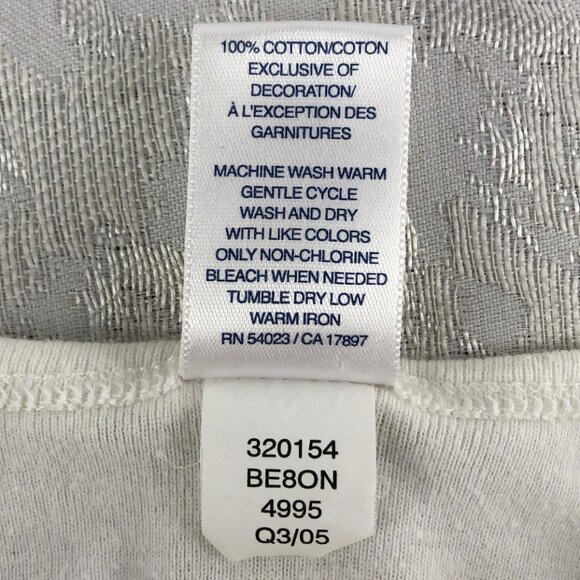 100% COTTON/COTON
EXCLUSIVE OF
DECORATION/
À L'EXCEPTION DES
GARNITURES
MACHINE WASH WARM
GENTLE CYCLE
WASH AND DRY
WITH LIKE COLORS
ONLY NON-CHLORINE
BLEACH WHEN NEEDED
TUMBLE DRY LOW
WARM IRON
RN 54023 / CA 17897
320154
BE8ON
4995
Q3/05